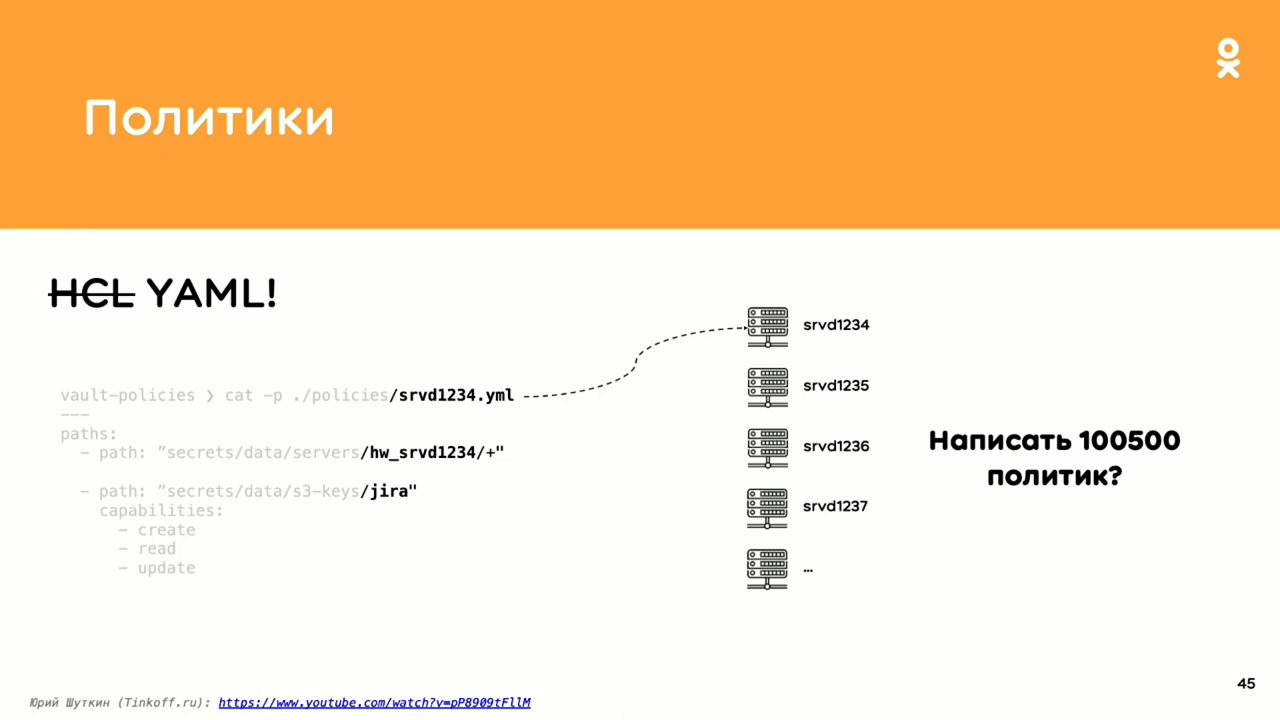 Политики
HCL YAML!
vault-policies ❯ cat -p ./policies/srvd1234.yml
---
paths:
- path: ”secrets/data/servers/hw_srvd1234/+"
- path: ”secrets/data/s3-keys/jira"
capabilities:
- create
- read
- update
srvd1234
srvd1235
srvd1236
srvd1237
...
Написать 100500
политик?
45
Юрий Шуткин (Tinkoff.ru): https://www.youtube.com/watch?v=pP8909tFllM